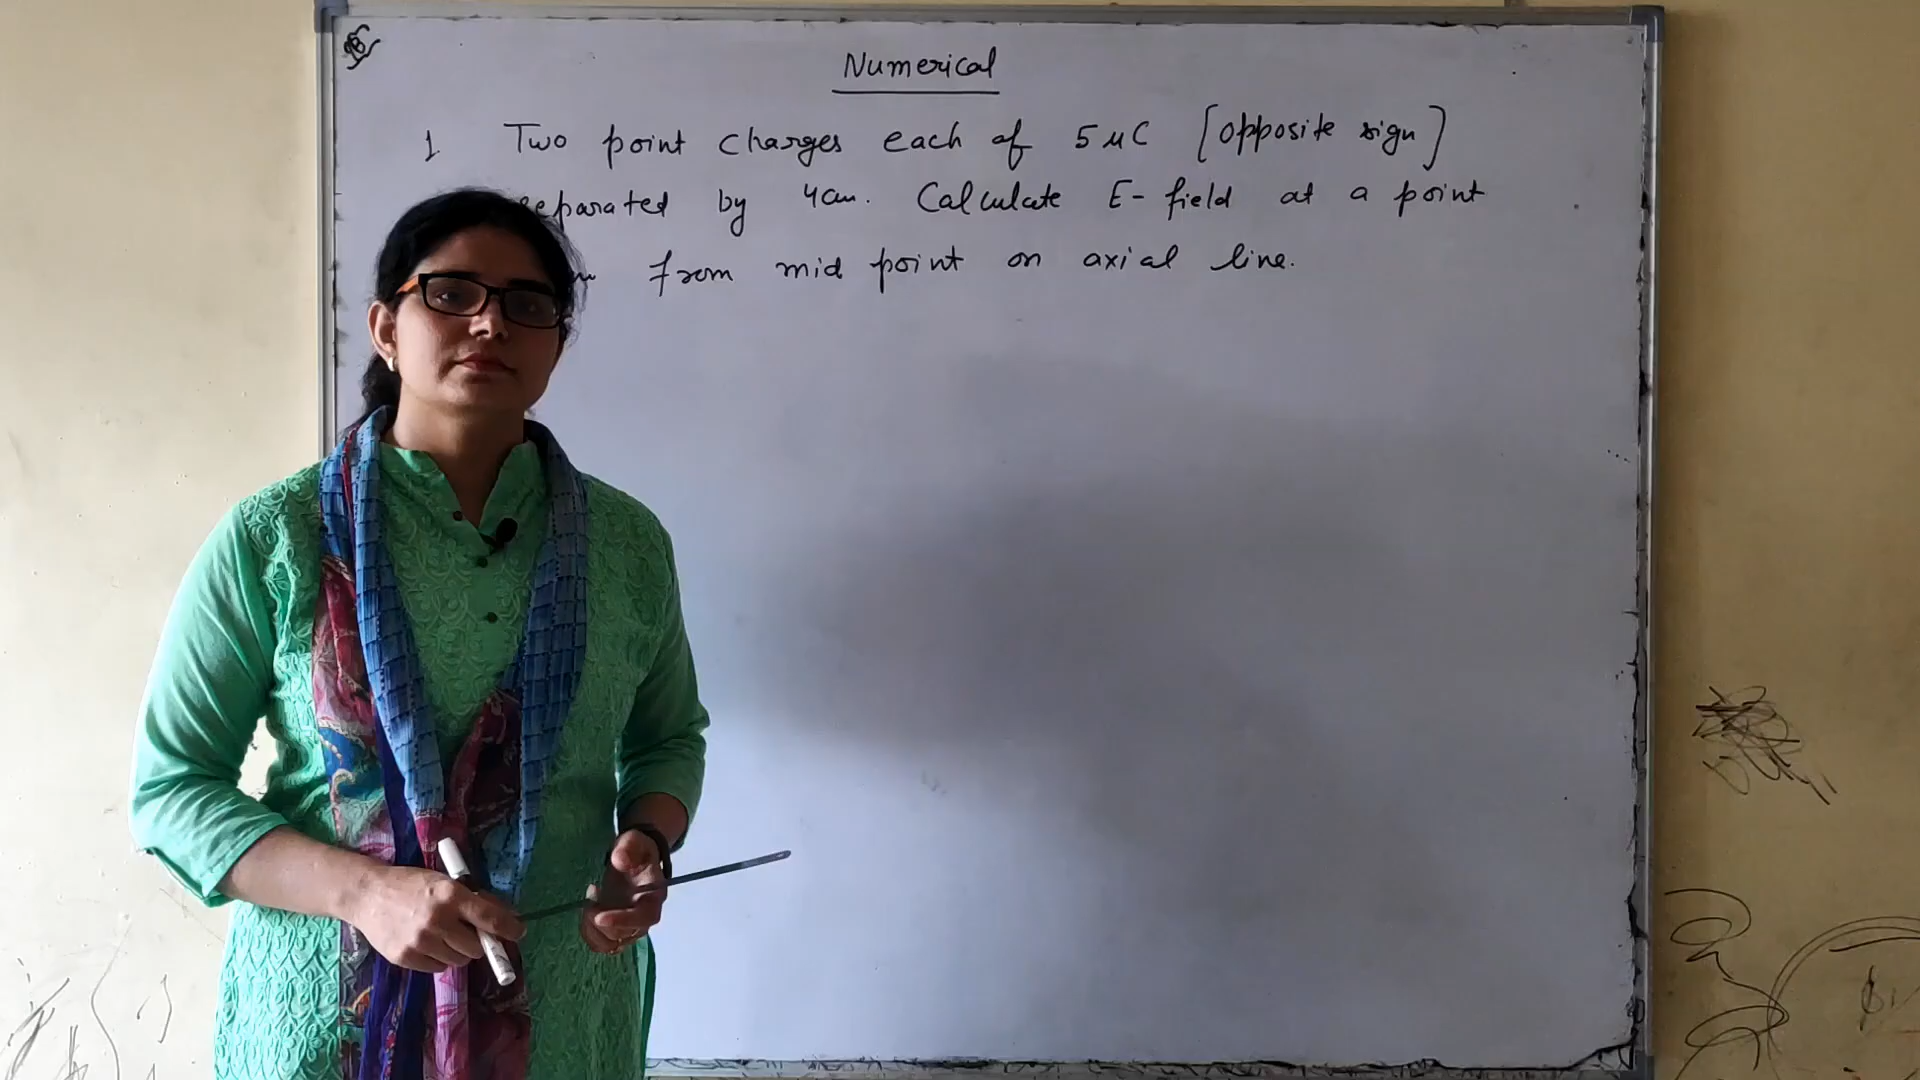 Numerical
1 Two point charges each of 5 μC [opposite sign]
separated by 4cm. Calculate E-field at a point
from mid point on axial line.